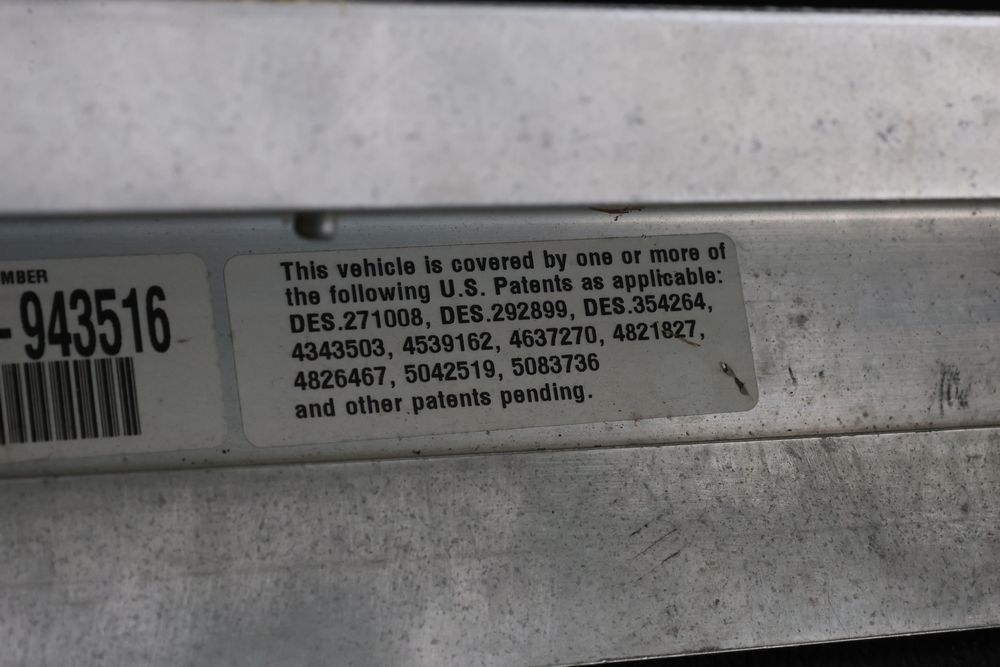 MBER
-943516
This vehicle is covered by one or more of
the following U.S. Patents as applicable:
DES.271008, DES.292899, DES.354264,
4343503, 4539162, 4637270, 4821827,
4826467, 5042519, 5083736
and other patents pending.